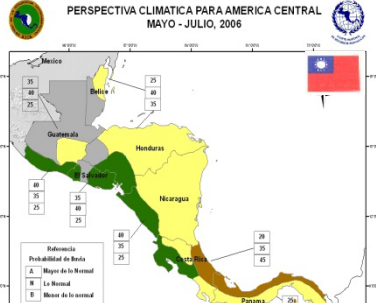 PERSPECTIVA CLIMATICA PARA AMERICA CENTRAL
MAYO - JULIO, 2006
Mexico
35
40
25
Belice
25
40
35
Guatemala
Honduras
El Salvador
40
35
25
35
40
25
Nicaragua
40
35
25
20
35
45
Costa Rica
Panama
25
Referencia
Probabilidad de lluvia
A Mayor de lo Normal
N Lo Normal
B Menor de lo normal